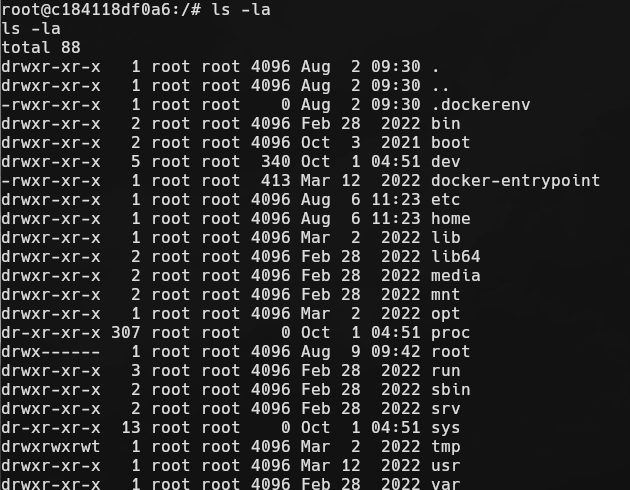 root@c184118df0a6:/# ls -la
ls -la
total 88
drwxr-xr-x   1 root root 4096 Aug  2 09:30 .
drwxr-xr-x   1 root root 4096 Aug  2 09:30 ..
-rwxr-xr-x   1 root root    0 Aug  2 09:30 .dockerenv
drwxr-xr-x   2 root root 4096 Feb 28  2022 bin
drwxr-xr-x   2 root root 4096 Oct  3  2021 boot
drwxr-xr-x   5 root root  340 Oct  1 04:51 dev
-rwxr-xr-x   1 root root  413 Mar 12  2022 docker-entrypoint
drwxr-xr-x   1 root root 4096 Aug  6 11:23 etc
drwxr-xr-x   1 root root 4096 Aug  6 11:23 home
drwxr-xr-x   1 root root 4096 Mar  2  2022 lib
drwxr-xr-x   2 root root 4096 Feb 28  2022 lib64
drwxr-xr-x   2 root root 4096 Feb 28  2022 media
drwxr-xr-x   2 root root 4096 Feb 28  2022 mnt
drwxr-xr-x   1 root root 4096 Mar  2  2022 opt
dr-xr-xr-x 307 root root    0 Oct  1 04:51 proc
drwx------   1 root root 4096 Aug  9 09:42 root
drwxr-xr-x   3 root root 4096 Feb 28  2022 run
drwxr-xr-x   2 root root 4096 Feb 28  2022 sbin
drwxr-xr-x   2 root root 4096 Feb 28  2022 srv
dr-xr-xr-x  13 root root    0 Oct  1 04:51 sys
drwxrwxrwt   1 root root 4096 Mar  2  2022 tmp
drwxr-xr-x   1 root root 4096 Mar 12  2022 usr
drwxr-xr-x   1 root root 4096 Feb 28  2022 var